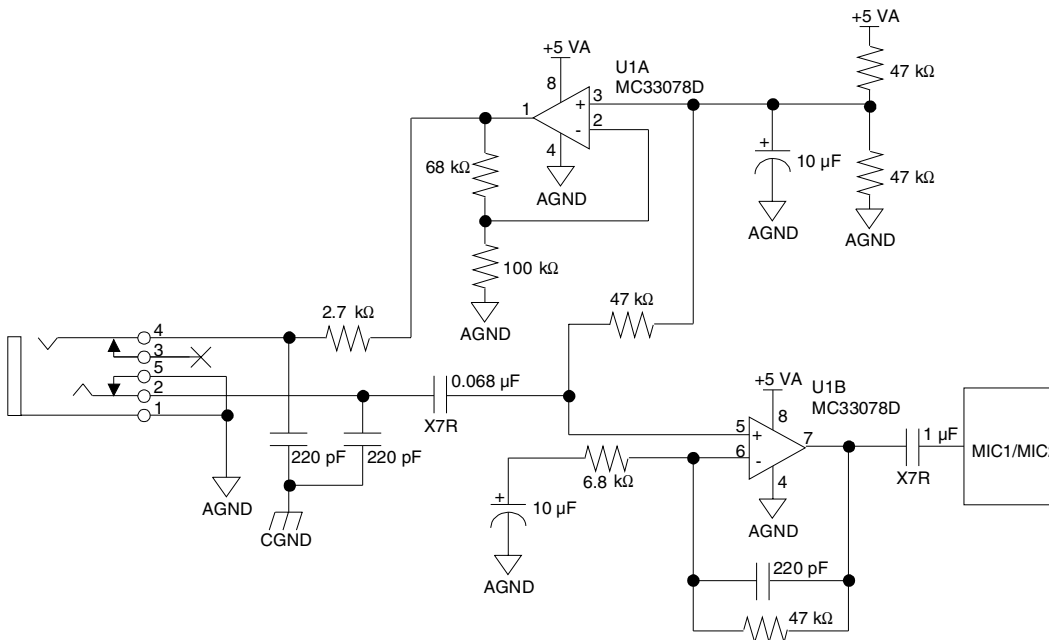 +5 VA
+5 VA
U1A
MC33078D
47 kΩ
8
1
3
+
2
-
4
+
10 µF
68 kΩ
47 kΩ
AGND
AGND
AGND
100 kΩ
2.7 kΩ
47 kΩ
AGND
4
3
5
2
1
0.068 µF
X7R
+5 VA
U1B
MC33078D
8
5
+
6
-
7
4
1 µF
X7R
MIC1/MIC2
220 pF
220 pF
6.8 kΩ
+
10 µF
AGND
AGND
CGND
AGND
220 pF
47 kΩ